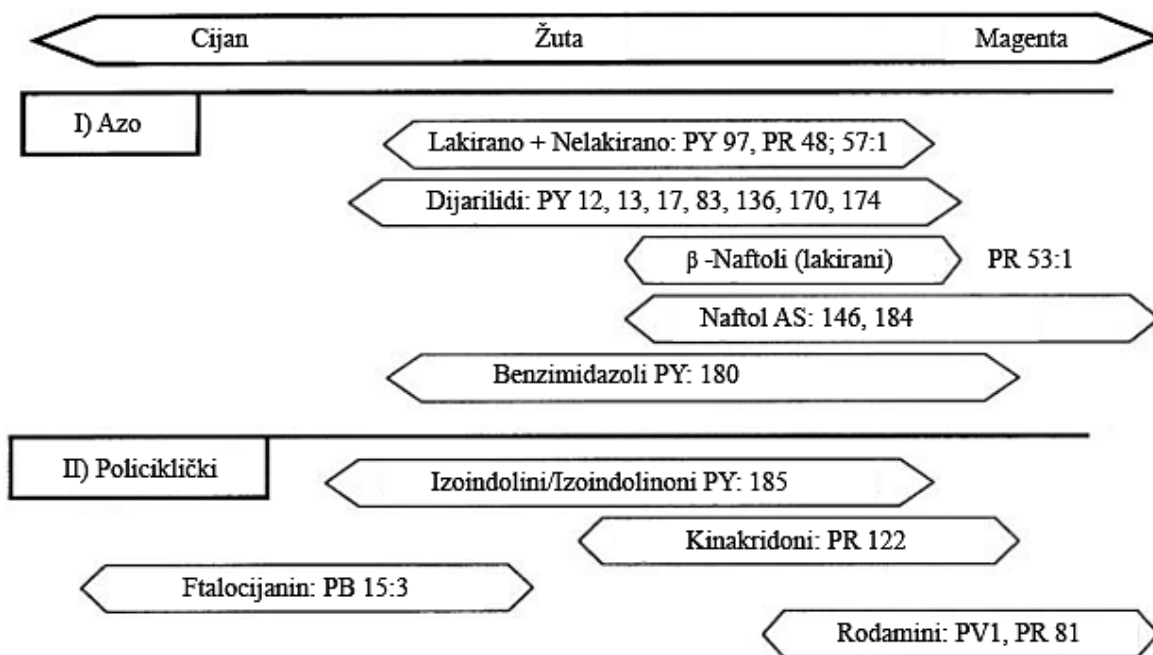 Cijan Žuta Magenta
I) Azo
Lakirano + Nelakirano: PY 97, PR 48; 57:1
Dijarilidi: PY 12, 13, 17, 83, 136, 170, 174
β -Naftoli (lakirani) PR 53:1
Naftol AS: 146, 184
Benzimidazoli PY: 180
II) Policiklički
Izoindolini/Izoindolinoni PY: 185
Kinakridoni: PR 122
Ftalocijanin: PB 15:3
Rodamini: PV1, PR 81